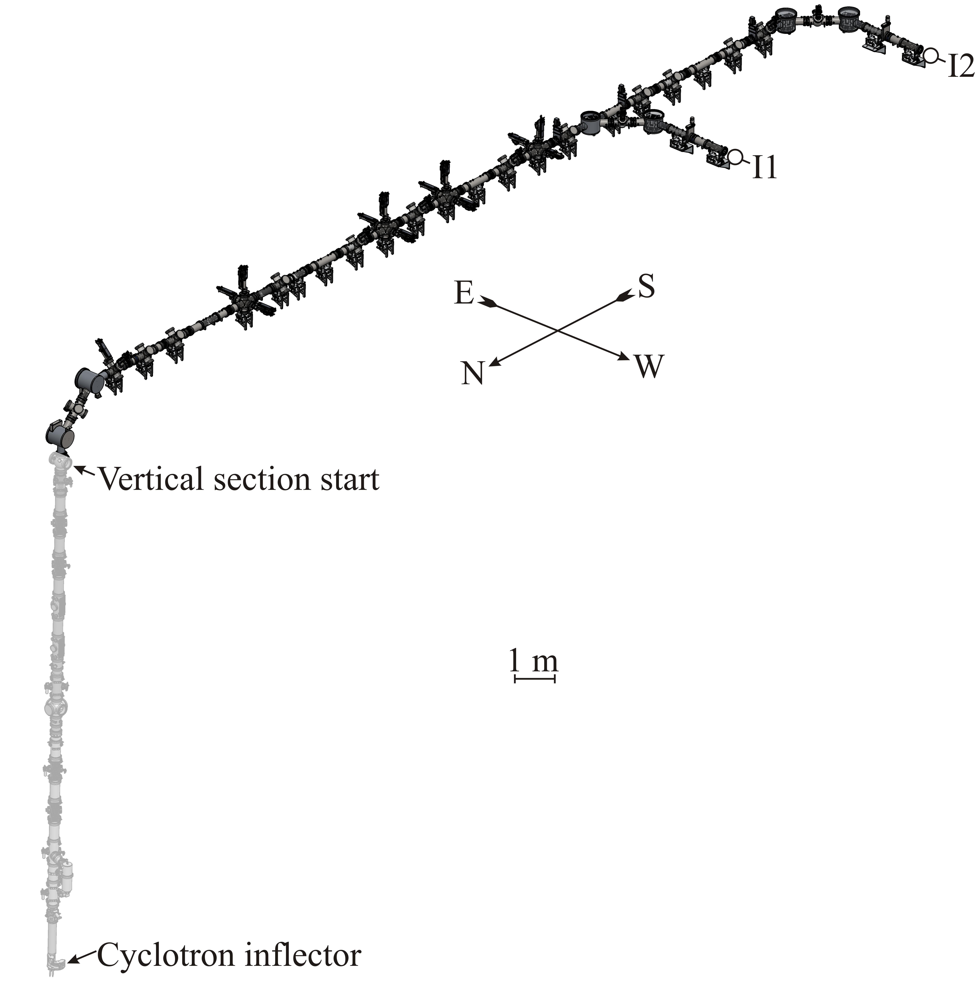 I2
I1
E
S
N
W
Vertical section start
1 m
Cyclotron inflector